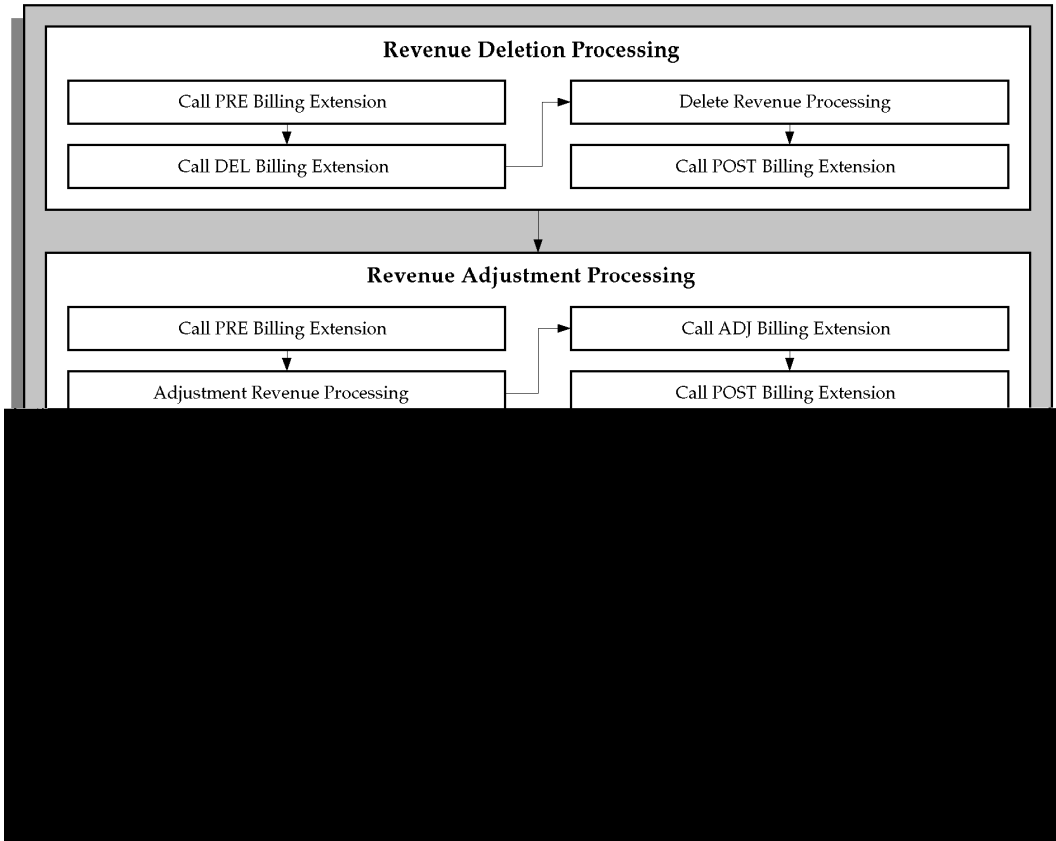 Revenue Deletion Processing
Call PRE Billing Extension
Call DEL Billing Extension
Delete Revenue Processing
Call POST Billing Extension
Revenue Adjustment Processing
Call PRE Billing Extension
Adjustment Revenue Processing
Call ADJ Billing Extension
Call POST Billing Extension